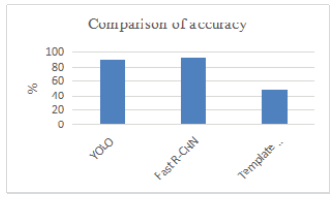 Comparison of accuracy
%
100
80
60
40
20
0
YOLO
Fast R-CNN
Template ..